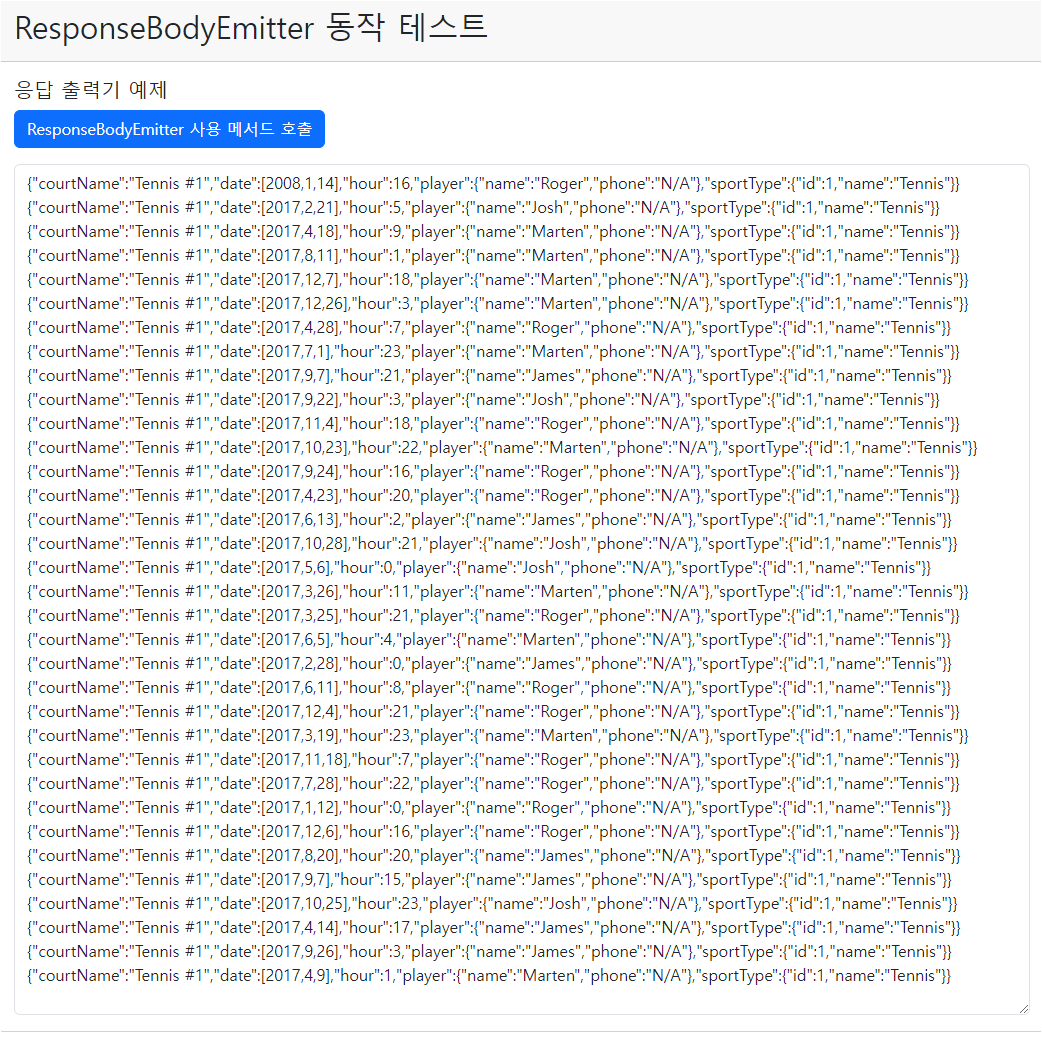 ResponseBodyEmitter 동작 테스트
응답 출력기 예제
ResponseBodyEmitter 사용 메서드 호출
{"courtName":"Tennis #1","date":[2008,1,14],"hour":16,"player":{"name":"Roger","phone":"N/A"},"sportType":{"id":1,"name":"Tennis"}}
{"courtName":"Tennis #1","date":[2017,2,21],"hour":5,"player":{"name":"Josh","phone":"N/A"},"sportType":{"id":1,"name":"Tennis"}}
{"courtName":"Tennis #1","date":[2017,4,18],"hour":9,"player":{"name":"Marten","phone":"N/A"},"sportType":{"id":1,"name":"Tennis"}}
{"courtName":"Tennis #1","date":[2017,8,11],"hour":1,"player":{"name":"Marten","phone":"N/A"},"sportType":{"id":1,"name":"Tennis"}}
{"courtName":"Tennis #1","date":[2017,12,7],"hour":18,"player":{"name":"Marten","phone":"N/A"},"sportType":{"id":1,"name":"Tennis"}}
{"courtName":"Tennis #1","date":[2017,12,26],"hour":3,"player":{"name":"Marten","phone":"N/A"},"sportType":{"id":1,"name":"Tennis"}}
{"courtName":"Tennis #1","date":[2017,4,28],"hour":7,"player":{"name":"Roger","phone":"N/A"},"sportType":{"id":1,"name":"Tennis"}}
{"courtName":"Tennis #1","date":[2017,7,1],"hour":23,"player":{"name":"Marten","phone":"N/A"},"sportType":{"id":1,"name":"Tennis"}}
{"courtName":"Tennis #1","date":[2017,9,7],"hour":21,"player":{"name":"James","phone":"N/A"},"sportType":{"id":1,"name":"Tennis"}}
{"courtName":"Tennis #1","date":[2017,9,22],"hour":3,"player":{"name":"Josh","phone":"N/A"},"sportType":{"id":1,"name":"Tennis"}}
{"courtName":"Tennis #1","date":[2017,11,4],"hour":18,"player":{"name":"Roger","phone":"N/A"},"sportType":{"id":1,"name":"Tennis"}}
{"courtName":"Tennis #1","date":[2017,10,23],"hour":22,"player":{"name":"Marten","phone":"N/A"},"sportType":{"id":1,"name":"Tennis"}}
{"courtName":"Tennis #1","date":[2017,9,24],"hour":16,"player":{"name":"Roger","phone":"N/A"},"sportType":{"id":1,"name":"Tennis"}}
{"courtName":"Tennis #1","date":[2017,4,23],"hour":20,"player":{"name":"Roger","phone":"N/A"},"sportType":{"id":1,"name":"Tennis"}}
{"courtName":"Tennis #1","date":[2017,6,13],"hour":2,"player":{"name":"James","phone":"N/A"},"sportType":{"id":1,"name":"Tennis"}}
{"courtName":"Tennis #1","date":[2017,10,28],"hour":21,"player":{"name":"Josh","phone":"N/A"},"sportType":{"id":1,"name":"Tennis"}}
{"courtName":"Tennis #1","date":[2017,5,6],"hour":0,"player":{"name":"Josh","phone":"N/A"},"sportType":{"id":1,"name":"Tennis"}}
{"courtName":"Tennis #1","date":[2017,3,26],"hour":11,"player":{"name":"Marten","phone":"N/A"},"sportType":{"id":1,"name":"Tennis"}}
{"courtName":"Tennis #1","date":[2017,3,25],"hour":21,"player":{"name":"Roger","phone":"N/A"},"sportType":{"id":1,"name":"Tennis"}}
{"courtName":"Tennis #1","date":[2017,6,5],"hour":4,"player":{"name":"Marten","phone":"N/A"},"sportType":{"id":1,"name":"Tennis"}}
{"courtName":"Tennis #1","date":[2017,2,28],"hour":0,"player":{"name":"James","phone":"N/A"},"sportType":{"id":1,"name":"Tennis"}}
{"courtName":"Tennis #1","date":[2017,6,11],"hour":8,"player":{"name":"Roger","phone":"N/A"},"sportType":{"id":1,"name":"Tennis"}}
{"courtName":"Tennis #1","date":[2017,12,4],"hour":21,"player":{"name":"Roger","phone":"N/A"},"sportType":{"id":1,"name":"Tennis"}}
{"courtName":"Tennis #1","date":[2017,3,19],"hour":23,"player":{"name":"Marten","phone":"N/A"},"sportType":{"id":1,"name":"Tennis"}}
{"courtName":"Tennis #1","date":[2017,11,18],"hour":7,"player":{"name":"Roger","phone":"N/A"},"sportType":{"id":1,"name":"Tennis"}}
{"courtName":"Tennis #1","date":[2017,7,28],"hour":22,"player":{"name":"Roger","phone":"N/A"},"sportType":{"id":1,"name":"Tennis"}}
{"courtName":"Tennis #1","date":[2017,1,12],"hour":0,"player":{"name":"Roger","phone":"N/A"},"sportType":{"id":1,"name":"Tennis"}}
{"courtName":"Tennis #1","date":[2017,12,6],"hour":16,"player":{"name":"Roger","phone":"N/A"},"sportType":{"id":1,"name":"Tennis"}}
{"courtName":"Tennis #1","date":[2017,8,20],"hour":20,"player":{"name":"James","phone":"N/A"},"sportType":{"id":1,"name":"Tennis"}}
{"courtName":"Tennis #1","date":[2017,9,7],"hour":15,"player":{"name":"James","phone":"N/A"},"sportType":{"id":1,"name":"Tennis"}}
{"courtName":"Tennis #1","date":[2017,10,25],"hour":23,"player":{"name":"Josh","phone":"N/A"},"sportType":{"id":1,"name":"Tennis"}}
{"courtName":"Tennis #1","date":[2017,4,14],"hour":17,"player":{"name":"James","phone":"N/A"},"sportType":{"id":1,"name":"Tennis"}}
{"courtName":"Tennis #1","date":[2017,9,26],"hour":3,"player":{"name":"James","phone":"N/A"},"sportType":{"id":1,"name":"Tennis"}}
{"courtName":"Tennis #1","date":[2017,4,9],"hour":1,"player":{"name":"Marten","phone":"N/A"},"sportType":{"id":1,"name":"Tennis"}}